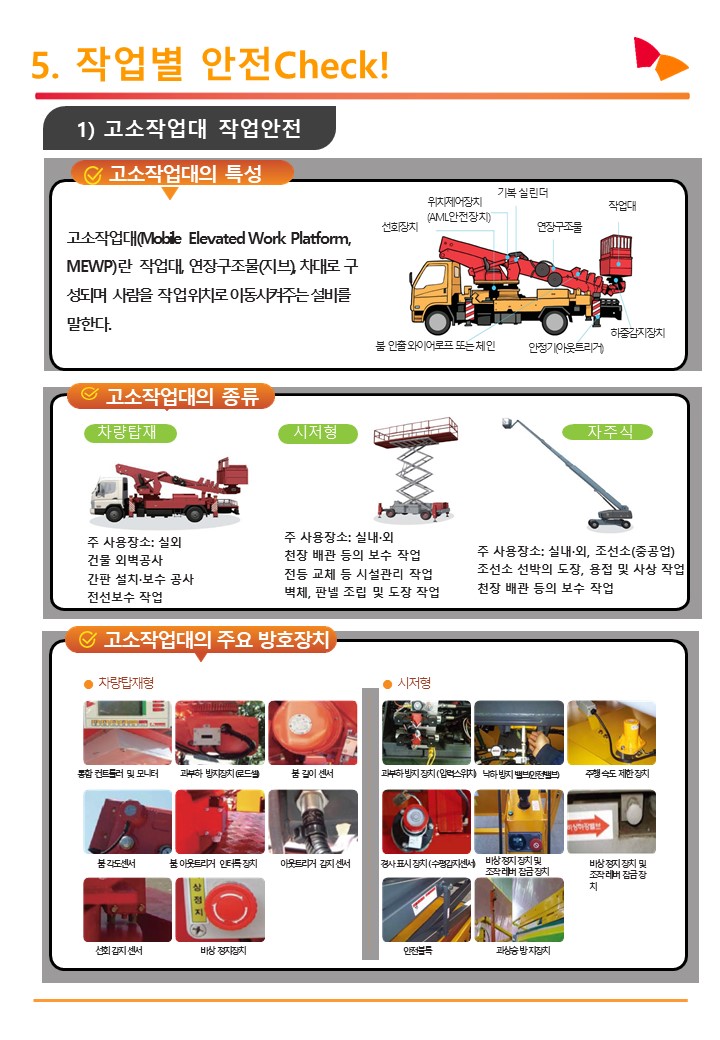 5. 작업별 안전Check!
1) 고소작업대 작업안전
고소작업대의 특성
고소작업대(Mobile Elevated Work Platform,
MEWP)란 작업대, 연장구조물(지브), 차대로 구
성되며 사람을 작업 위치로 이동시켜주는 설비를
말한다.
기복 실린더
위치제어장치
(AML안전장치)
작업대
선회장치
연장구조물
하중감지장치
붐 인출 와이어로프 또는 체인
안정기(아웃트리거)
고소작업대의 종류
차량탑재
시저형
자주식
주 사용장소: 실외
건물 외벽공사
간판 설치·보수 공사
전선보수 작업
주 사용장소: 실내·외
천장 배관 등의 보수 작업
전등 교체 등 시설관리 작업
벽체, 판넬 조립 및 도장 작업
주 사용장소: 실내·외, 조선소(중공업)
조선소 선박의 도장, 용접 및 사상 작업
천장 배관 등의 보수 작업
고소작업대의 주요 방호장치
차량탑재형
시저형
통합 컨트롤러 및 모니터
과부하 방지장치 (로드셀)
붐 길이 센서
과부하 방지 장치 (압력스위치)
낙하 방지 밸브(안전밸브)
주행 속도 제한 장치
비상하강밸브
붐 각도센서
붐 아웃트리거 인터록 장치
아웃트리거 감지 센서
경사 표시 장치 (수평감지센서)
비상 정지 장치 및
조작 레버 잠금 장치
비상 정지 장치 및
조작 레버 잠금 장
치
상
정
지
선회 감지 센서
비상 정지장치
안전블록
과상승 방지장치